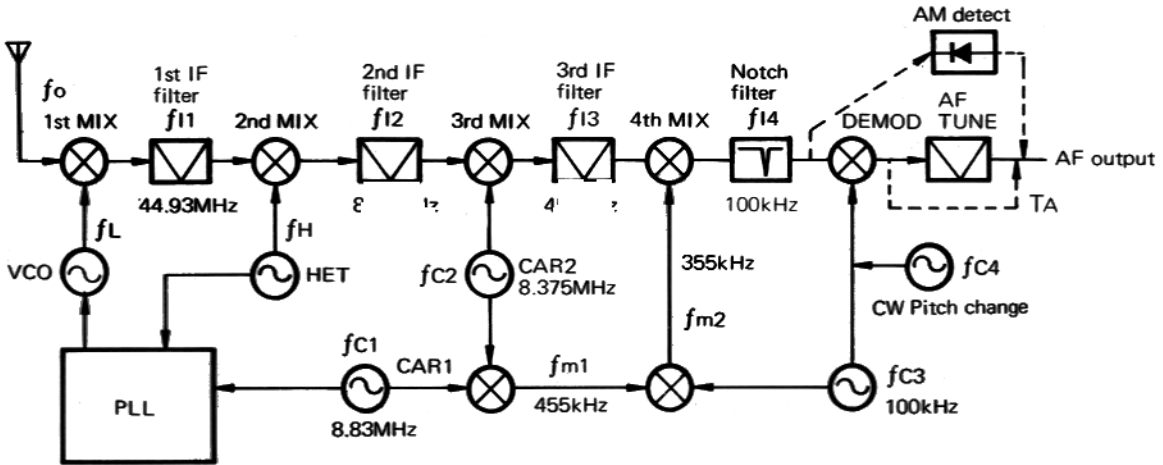 AM detect
1st IF
filter
fI1
2nd IF
filter
fI2
3rd IF
filter
fI3
Notch
filter
fI4
AF
TUNE
fo
1st MIX
2nd MIX
3rd MIX
4th MIX
DEMOD
AF output
44.93MHz
100kHz
TA
fL
VCO
fH
HET
fC2
CAR2
8.375MHz
355kHz
fm2
fC4
CW Pitch change
PLL
fC1
CAR1
8.83MHz
fm1
455kHz
fC3
100kHz